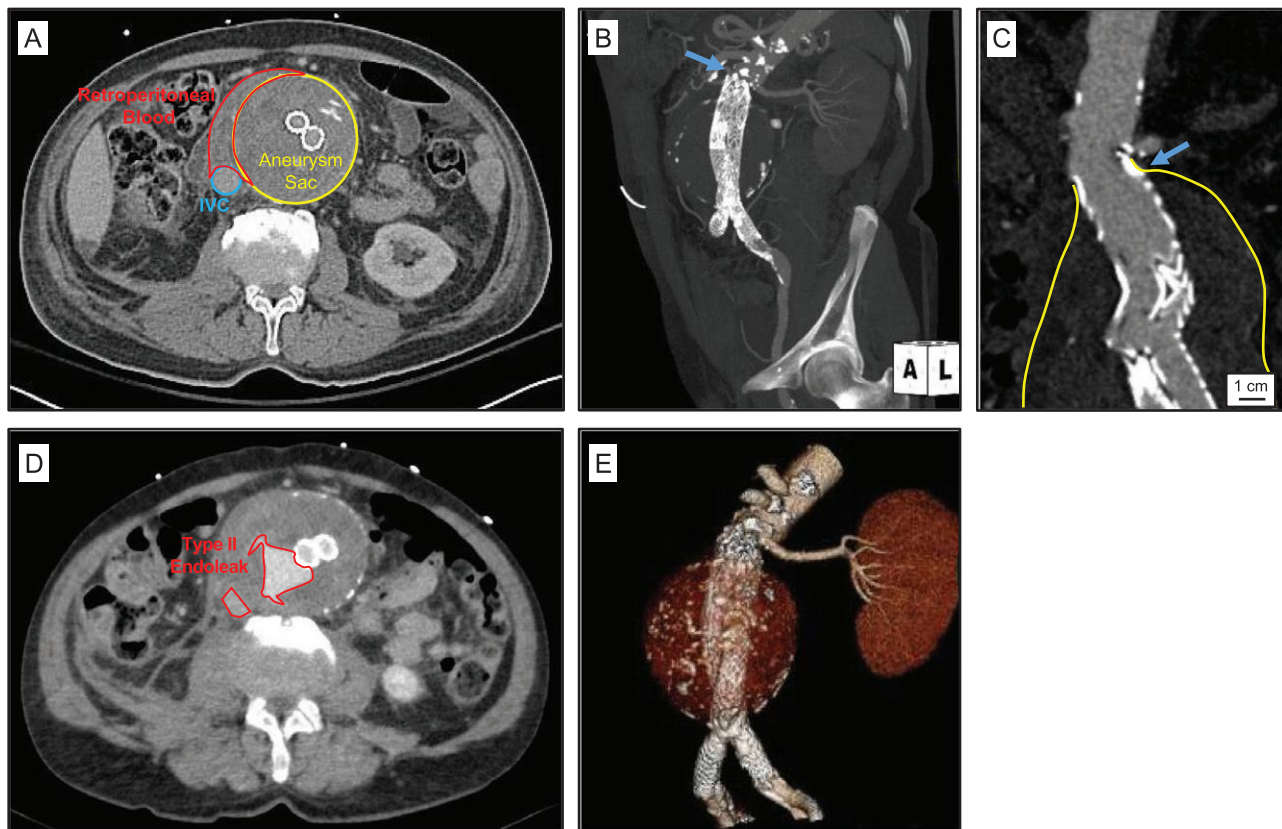 A
Retroperitoneal
Blood
Aneurysm
Sac
IVC
B
A L
C
1 cm
D
Type II
Endoleak
E